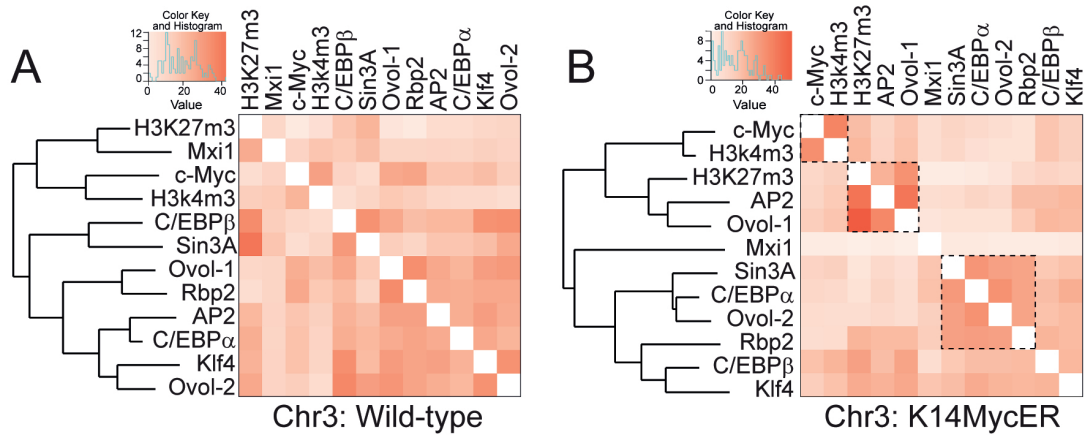 A
Color Key
and Histogram
12
8
4
0
0 20 40
Value
H3K27m3
Mxi1
c-Myc
H3k4m3
C/EBPβ
Sin3A
Ovol-1
Rbp2
AP2
C/EBPα
Klf4
Ovol-2
H3K27m3
Mxi1
c-Myc
H3k4m3
C/EBPβ
Sin3A
Ovol-1
Rbp2
AP2
C/EBPα
Klf4
Ovol-2
Chr3: Wild-type
B
Color Key
and Histogram
8
4
0
0 20 40
Value
c-Myc
H3k4m3
H3K27m3
AP2
Ovol-1
Mxi1
Sin3A
C/EBPα
Ovol-2
Rbp2
C/EBPβ
Klf4
c-Myc
H3k4m3
H3K27m3
AP2
Ovol-1
Mxi1
Sin3A
C/EBPα
Ovol-2
Rbp2
C/EBPβ
Klf4
Chr3: K14MycER